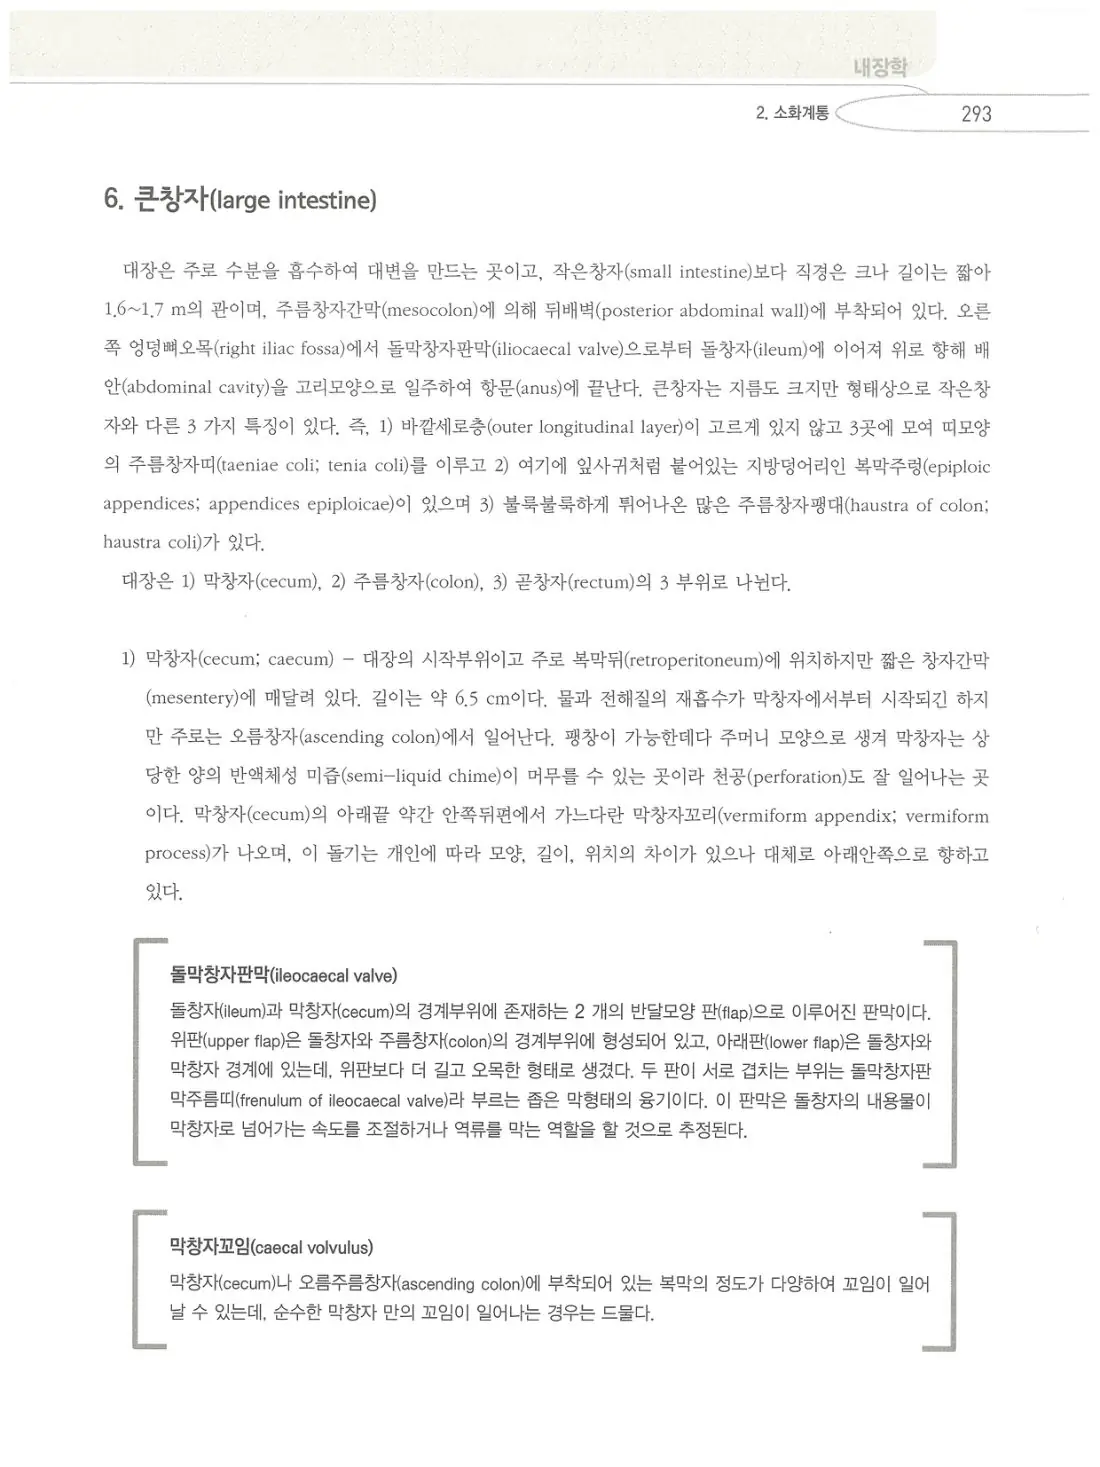 내장학
2. 소화계통
293
6. 큰창자(large intestine)
대장은 주로 수분을 흡수하여 대변을 만드는 곳이고, 작은창자(small intestine)보다 직경은 크나 길이는 짧아
1.6~1.7 m의 관이며, 주름창자간막(mesocolon)에 의해 뒤배벽(posterior abdominal wall)에 부착되어 있다. 오른
쪽 엉덩뼈오목(right iliac fossa)에서 돌막창자판막(iliocaecal valve)으로부터 돌창자(ileum)에 이어져 위로 향해 배
안(abdominal cavity)을 고리모양으로 일주하여 항문(anus)에 끝난다. 큰창자는 지름도 크지만 형태상으로 작은창
자와 다른 3 가지 특징이 있다. 즉, 1) 바깥세로층(outer longitudinal layer)이 고르게 있지 않고 3곳에 모여 띠모양
의 주름창자띠(taeniae coli; tenia coli)를 이루고 2) 여기에 잎사귀처럼 붙어있는 지방덩어리인 복막주렁(epiploic
appendices; appendices epiploicae)이 있으며 3) 불룩불룩하게 튀어나온 많은 주름창자팽대(haustra of colon;
haustra coli)가 있다.
대장은 1) 막창자(cecum), 2) 주름창자(colon), 3) 곧창자(rectum)의 3 부위로 나뉜다.
1) 막창자(cecum; caecum) - 대장의 시작부위이고 주로 복막뒤(retroperitoneum)에 위치하지만 짧은 창자간막
(mesentery)에 매달려 있다. 길이는 약 6.5 cm이다. 물과 전해질의 재흡수가 막창자에서부터 시작되긴 하지
만 주로는 오름창자(ascending colon)에서 일어난다. 팽창이 가능한데다 주머니 모양으로 생겨 막창자는 상
당한 양의 반액체성 미즙(semi-liquid chime)이 머무를 수 있는 곳이라 천공(perforation)도 잘 일어나는 곳
이다. 막창자(cecum)의 아래끝 약간 안쪽뒤편에서 가느다란 막창자꼬리(vermiform appendix; vermiform
process)가 나오며, 이 돌기는 개인에 따라 모양, 길이, 위치의 차이가 있으나 대체로 아래안쪽으로 향하고
있다.
돌막창자판막(ileocaecal valve)
돌창자(ileum)과 막창자(cecum)의 경계부위에 존재하는 2 개의 반달모양 판(flap)으로 이루어진 판막이다.
위판(upper flap)은 돌창자와 주름창자(colon)의 경계부위에 형성되어 있고, 아래판(lower flap)은 돌창자와
막창자 경계에 있는데, 위판보다 더 길고 오목한 형태로 생겼다. 두 판이 서로 겹치는 부위는 돌막창자판
막주름띠(frenulum of ileocaecal valve)라 부르는 좁은 막형태의 융기이다. 이 판막은 돌창자의 내용물이
막창자로 넘어가는 속도를 조절하거나 역류를 막는 역할을 할 것으로 추정된다.
막창자꼬임(caecal volvulus)
막창자(cecum)나 오름주름창자(ascending colon)에 부착되어 있는 복막의 정도가 다양하여 꼬임이 일어
날 수 있는데, 순수한 막창자 만의 꼬임이 일어나는 경우는 드물다.